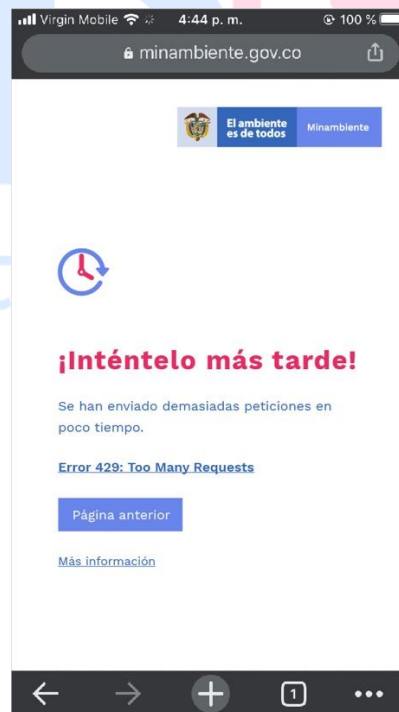 Virgin Mobile
4:44 p. m.
100 %
minambiente.gov.co
El ambiente
es de todos
Minambiente
¡Inténtelo más tarde!
Se han enviado demasiadas peticiones en
poco tiempo.
Error 429: Too Many Requests
Página anterior
Más información
1